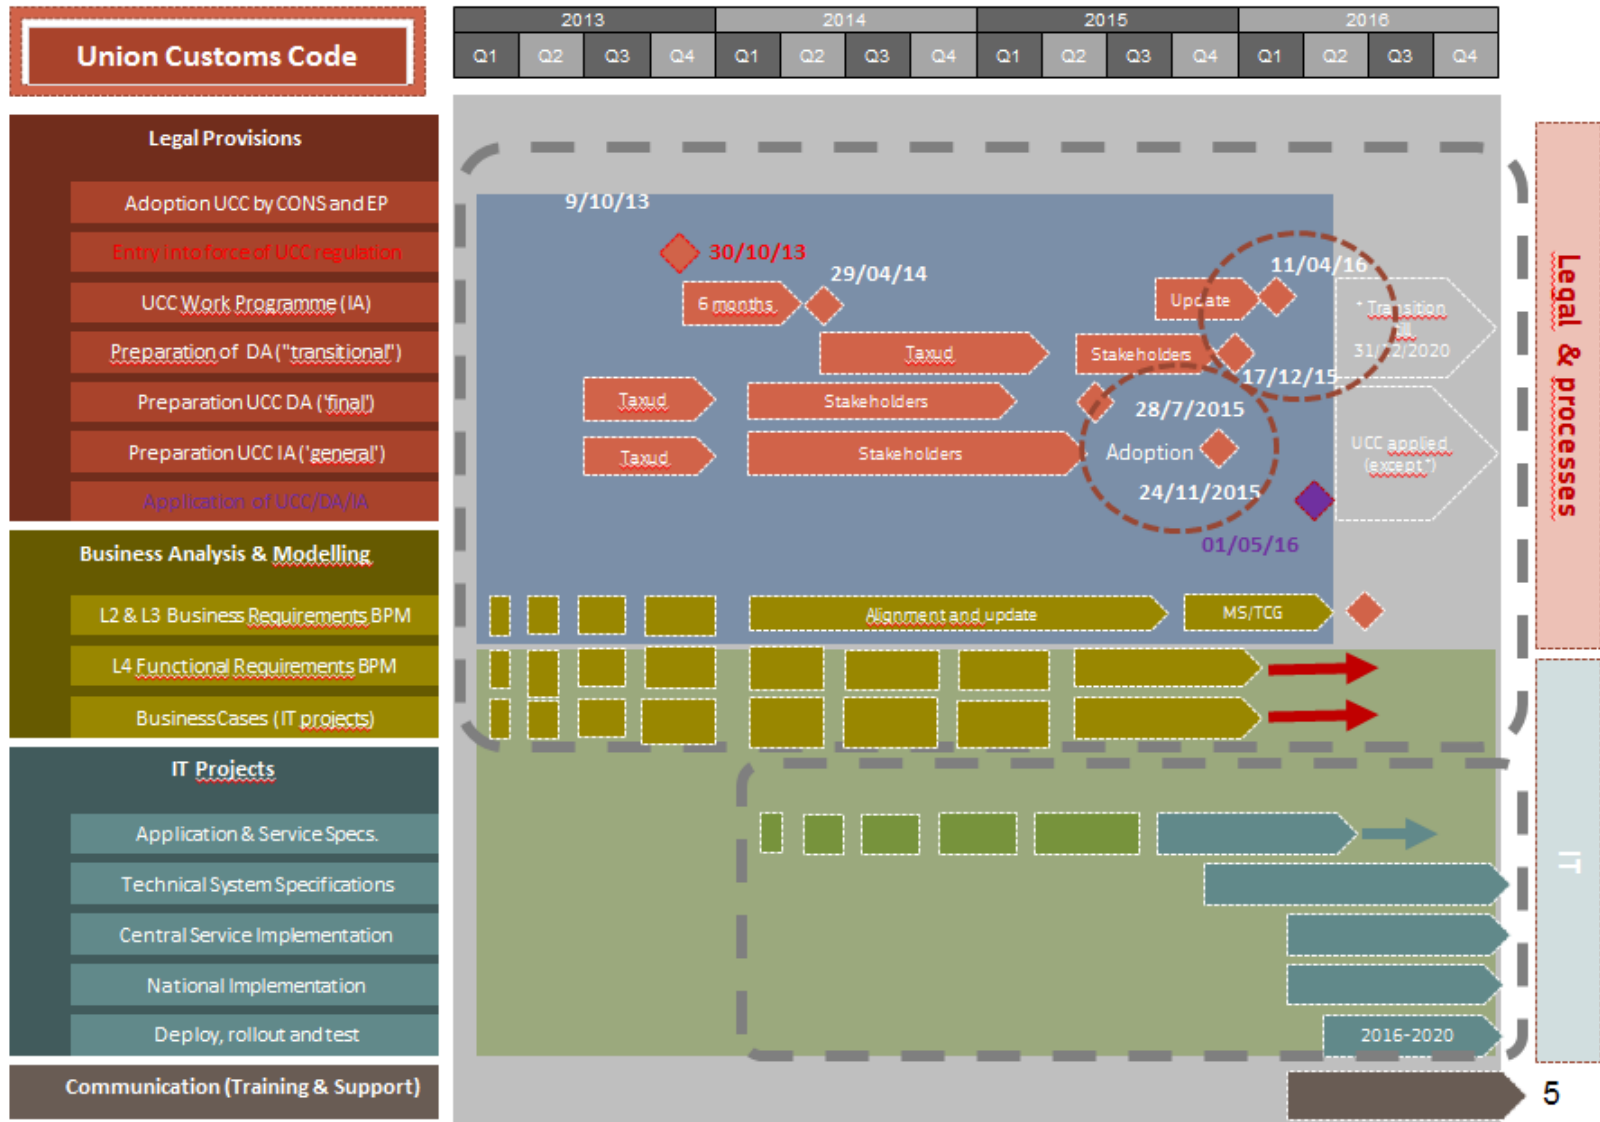 Union Customs Code
2013 2014 2015 2016
Q1 Q2 Q3 Q4 Q1 Q2 Q3 Q4 Q1 Q2 Q3 Q4 Q1 Q2 Q3 Q4
Legal Provisions
Adoption UCC by CONS and EP
9/10/13
Entry into force of UCC regulation
30/10/13
UCC Work Programme (IA)
6 months
29/04/14
Update
11/04/16
* Transition
till
31/12/2020
Preparation of DA ("transitional")
Taxud
Stakeholders
17/12/15
Preparation UCC DA ('final')
Taxud
Stakeholders
28/7/2015
Preparation UCC IA ('general')
Taxud
Stakeholders
Adoption
24/11/2015
UCC applied
(except *)
Application of UCC/DA/IA
01/05/16
Legal & processes
Business Analysis & Modelling
L2 & L3 Business Requirements BPM
Alignment and update
MS/TCG
L4 Functional Requirements BPM
Business Cases (IT projects)
IT Projects
Application & Service Specs.
Technical System Specifications
Central Service Implementation
National Implementation
Deploy, rollout and test
2016-2020
IT
Communication (Training & Support)
5